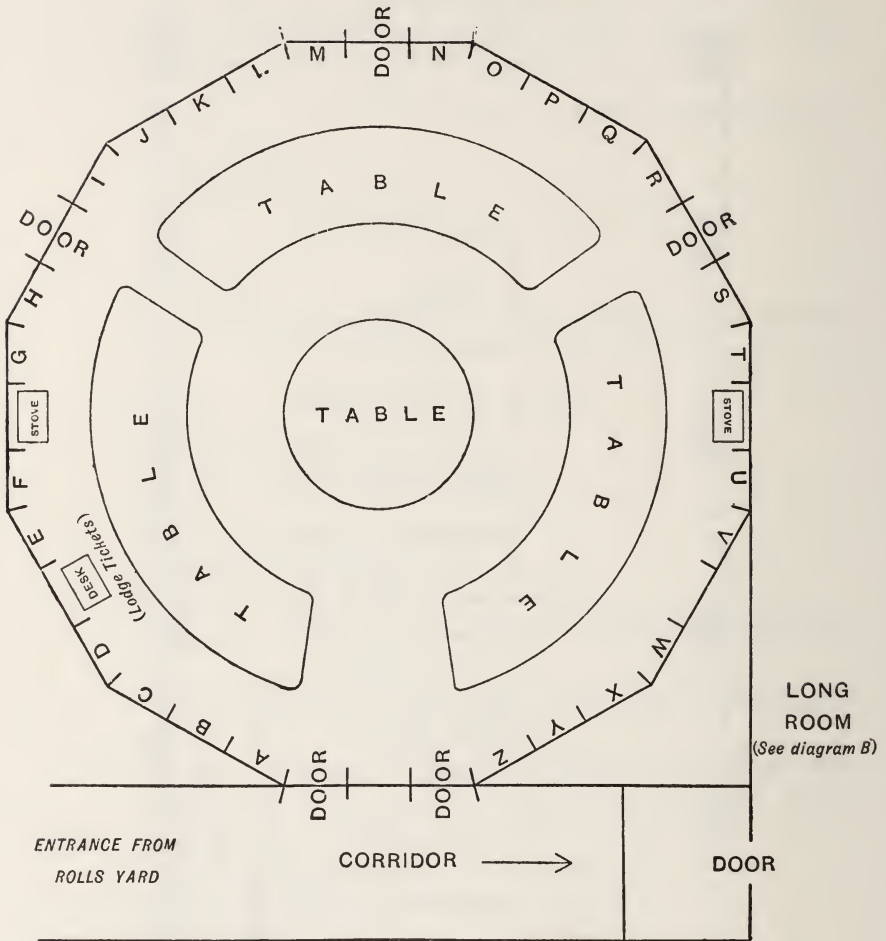 DOOR
M
N
L
O
K
P
J
Q
I
R
DOOR
DOOR
H
S
G
T
TABLE
TABLE
TABLE
TABLE
STOVE
STOVE
F
U
E
V
DESK
(Lodge Tickets)
D
W
C
X
B
Y
A
Z
LONG
ROOM
(See diagram B)
DOOR
DOOR
ENTRANCE FROM
ROLLS YARD
CORRIDOR
DOOR